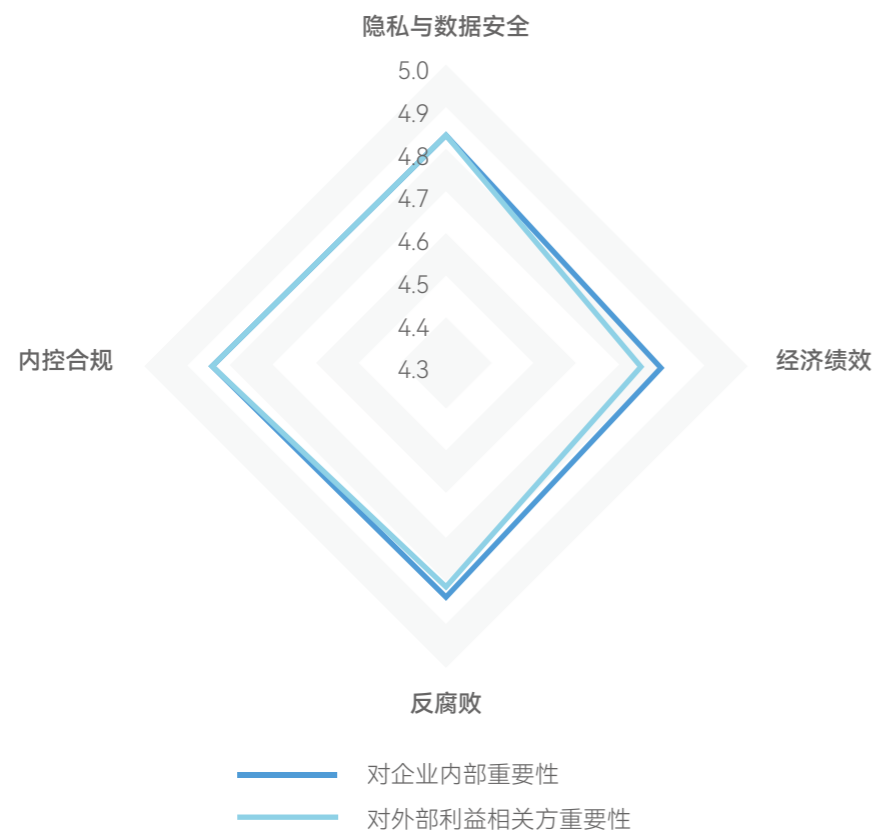 隐私与数据安全
5.0
4.9
4.8
4.7
4.6
4.5
4.4
4.3
内控合规
经济绩效
反腐败
对企业内部重要性
对外部利益相关方重要性